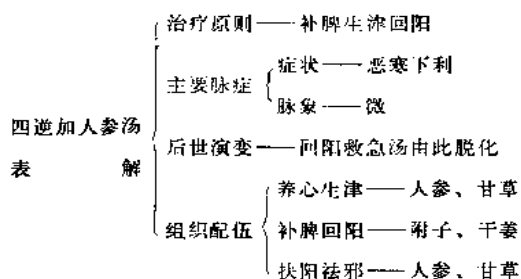 治疗原则——补脾生津回阳
主要脉症
症状——恶寒下利
脉象——微
四逆加人参汤
表解
后世演变——回阳救急汤由此脱化
组织配伍
养心生津——人参、甘草
补脾回阳——附子、干姜
扶阳祛邪——人参、甘草